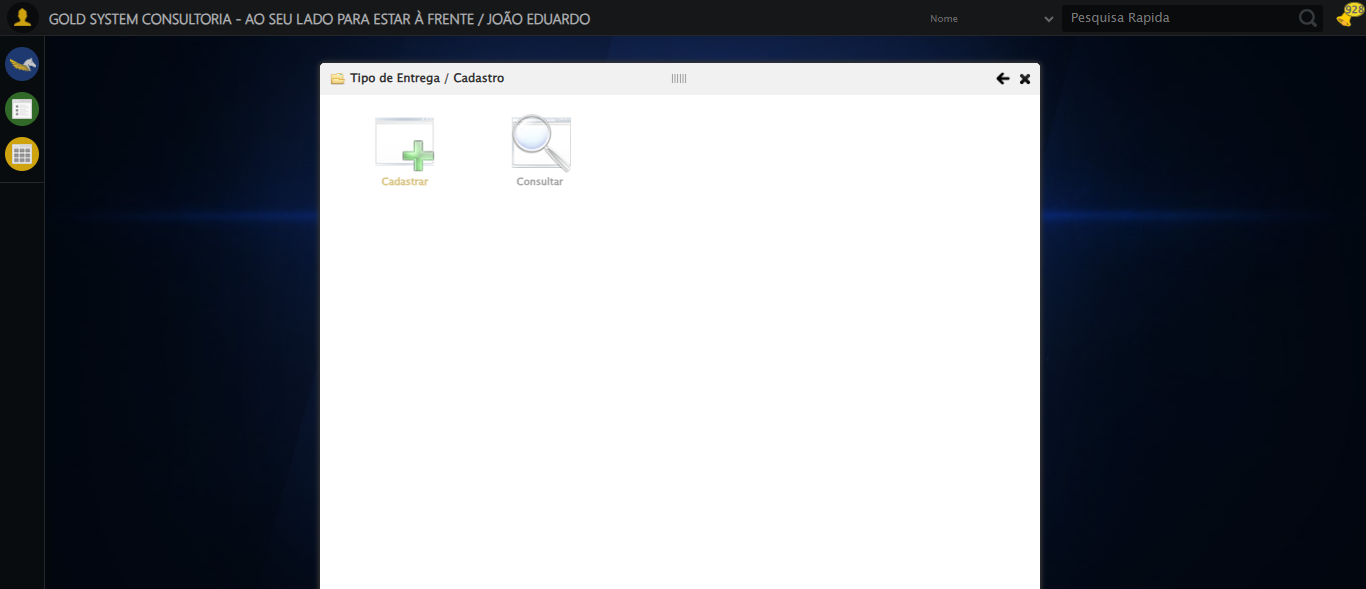 GOLD SYSTEM CONSULTORIA - AO SEU LADO PARA ESTAR À FRENTE / JOÃO EDUARDO
Nome
Pesquisa Rapida
928
Tipo de Entrega / Cadastro
Cadastrar
Consultar